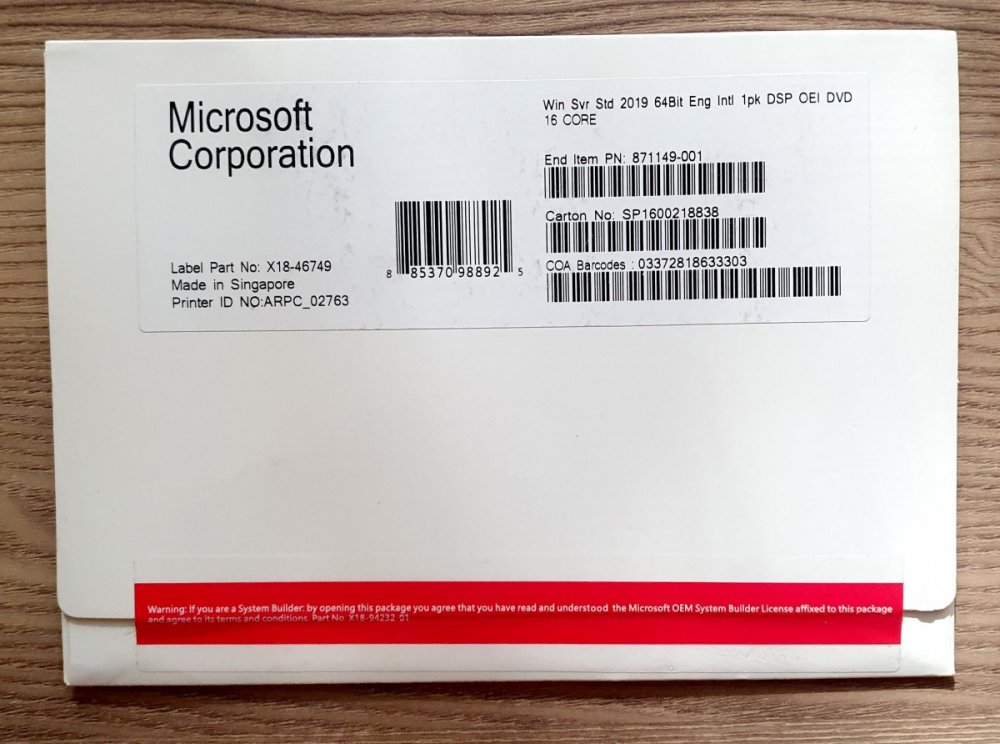 Microsoft
Corporation
Win Svr Std 2019 64Bit Eng Intl 1pk DSP OEI DVD
16 CORE
End Item PN: 871149-001
Carton No: SP1600218838
COA Barcodes : 03372818633303
8 85370 98892 5
Label Part No: X18-46749
Made in Singapore
Printer ID NO:ARPC_02763
Warning: If you are a System Builder: by opening this package you agree that you have read and understood the Microsoft OEM System Builder License affixed to this package
and agree to its terms and conditions. Part No. X18-94232 01